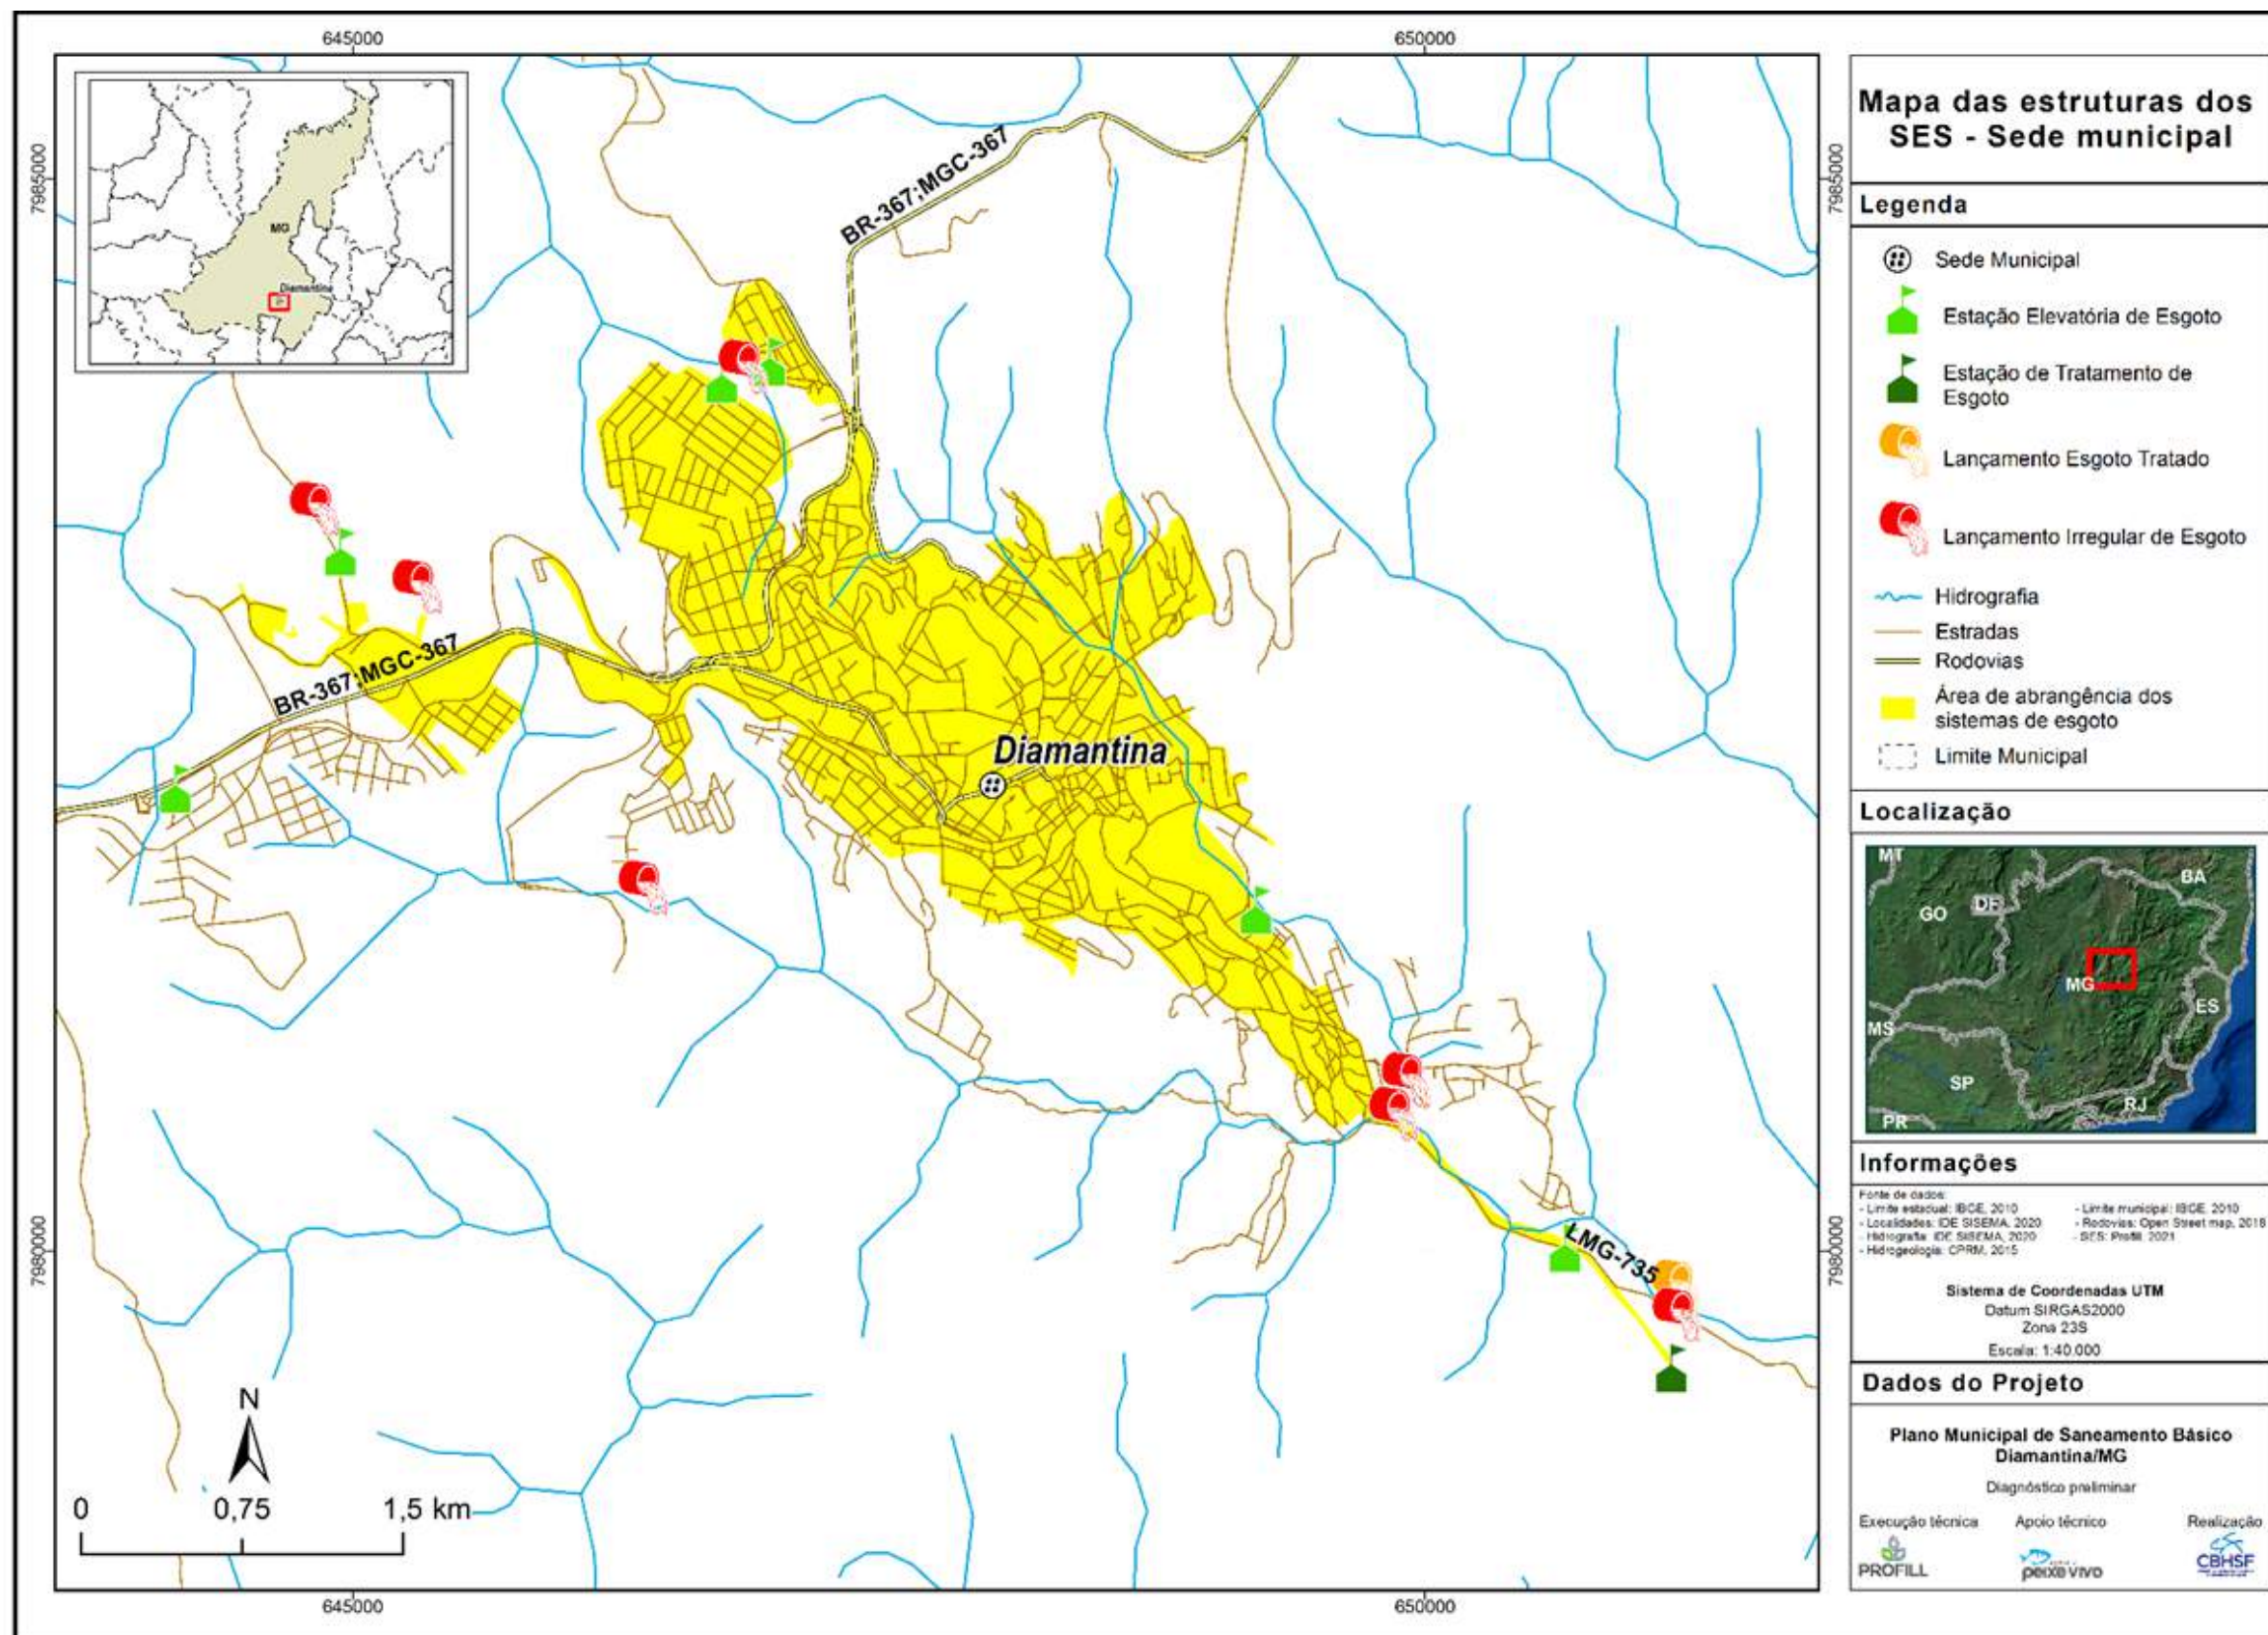 645000
650000
7985000
7985000
MG
Diamantina
BR-367;MGC-367
BR-367;MGC-367
Diamantina
LMG-735
7980000
7980000
N
0
0,75
1,5 km
645000
650000
Mapa das estruturas dos
SES - Sede municipal
Legenda
Sede Municipal
Estação Elevatória de Esgoto
Estação de Tratamento de
Esgoto
Lançamento Esgoto Tratado
Lançamento Irregular de Esgoto
Hidrografia
Estradas
Rodovias
Área de abrangência dos
sistemas de esgoto
Limite Municipal
Localização
MT
BA
GO
DF
MG
ES
MS
SP
RJ
PR
Informações
Fonte de dados:
- Limite estadual: IBGE, 2010
- Limite municipal: IBGE, 2010
- Localidades: IDE SISEMA, 2020
- Rodovias: Open Street map, 2018
- Hidrografia: IDE SISEMA, 2020
- SES: Profill, 2021
- Hidrogeologia: CPRM, 2015
Sistema de Coordenadas UTM
Datum SIRGAS2000
Zona 23S
Escala: 1:40.000
Dados do Projeto
Plano Municipal de Saneamento Básico
Diamantina/MG
Diagnóstico preliminar
Execução técnica
Apoio técnico
Realização
PROFILL
peixe vivo
CBHSF